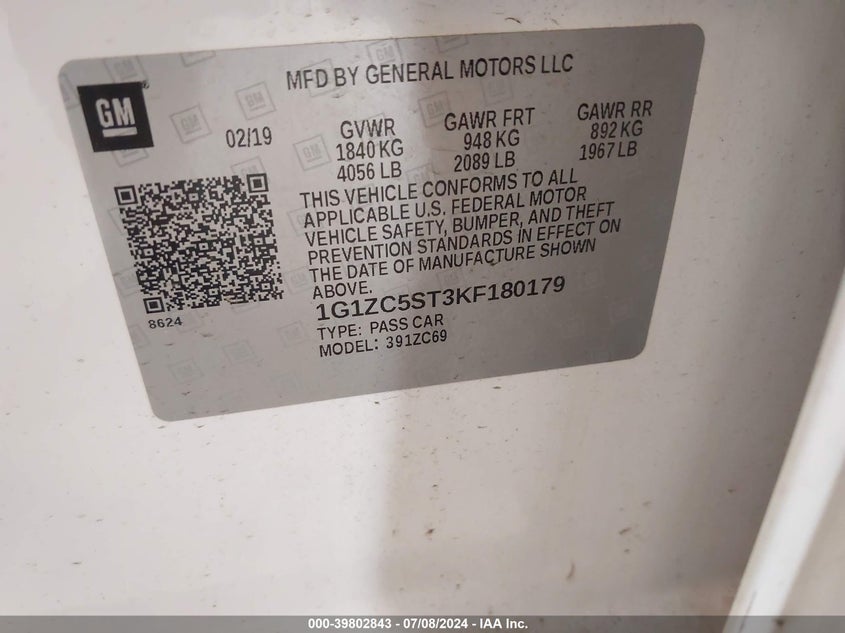 MFD BY GENERAL MOTORS LLC
GM
®
02/19
GVWR
1840 KG
4056 LB
GAWR FRT
948 KG
2089 LB
GAWR RR
892 KG
1967 LB
THIS VEHICLE CONFORMS TO ALL
APPLICABLE U.S. FEDERAL MOTOR
VEHICLE SAFETY, BUMPER, AND THEFT
PREVENTION STANDARDS IN EFFECT ON
THE DATE OF MANUFACTURE SHOWN
ABOVE.
8624
1G1ZC5ST3KF180179
TYPE: PASS CAR
MODEL: 391ZC69
000-39802843 - 07/08/2024 - IAA Inc.